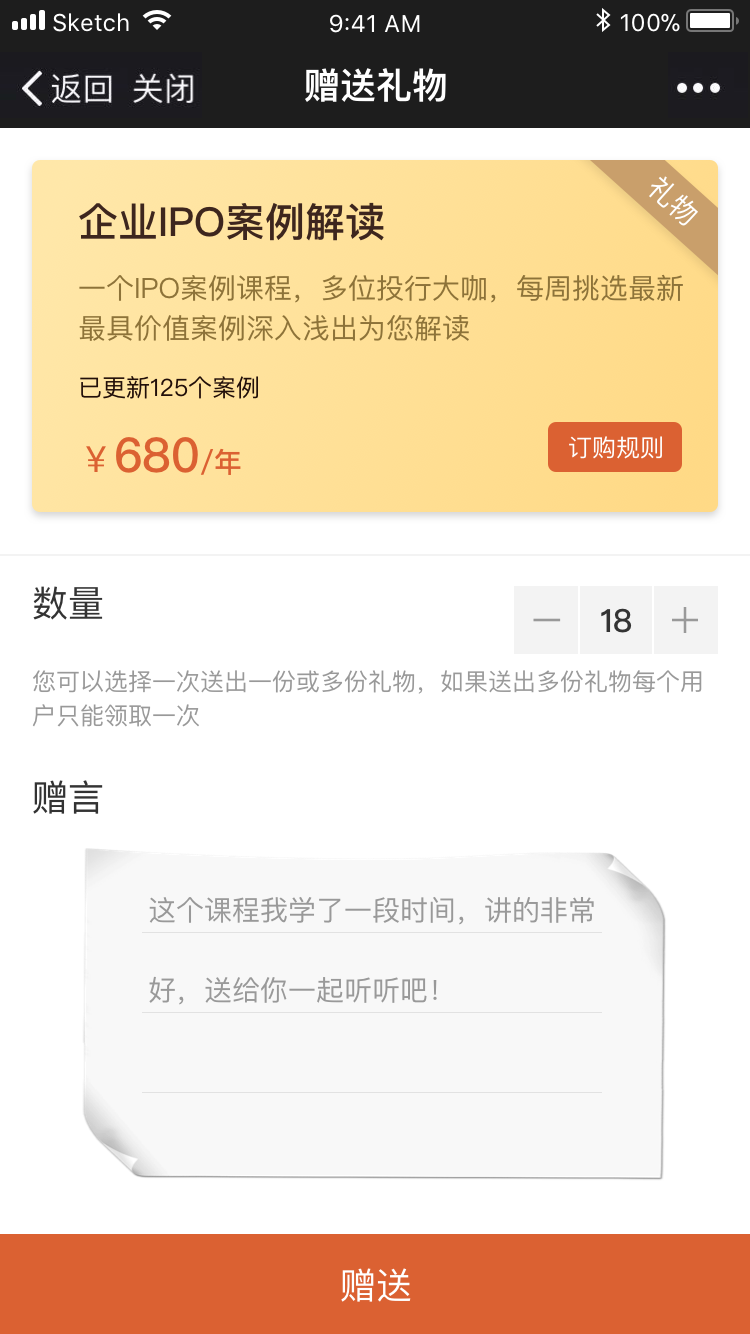 Sketch 9:41 AM 100%
返回 关闭 赠送礼物
礼物
企业IPO案例解读
一个IPO案例课程，多位投行大咖，每周挑选最新
最具价值案例深入浅出为您解读
已更新125个案例
¥680/年 订购规则
数量 18
您可以选择一次送出一份或多份礼物，如果送出多份礼物每个用
户只能领取一次
赠言
这个课程我学了一段时间，讲的非常
好，送给你一起听听吧！
赠送